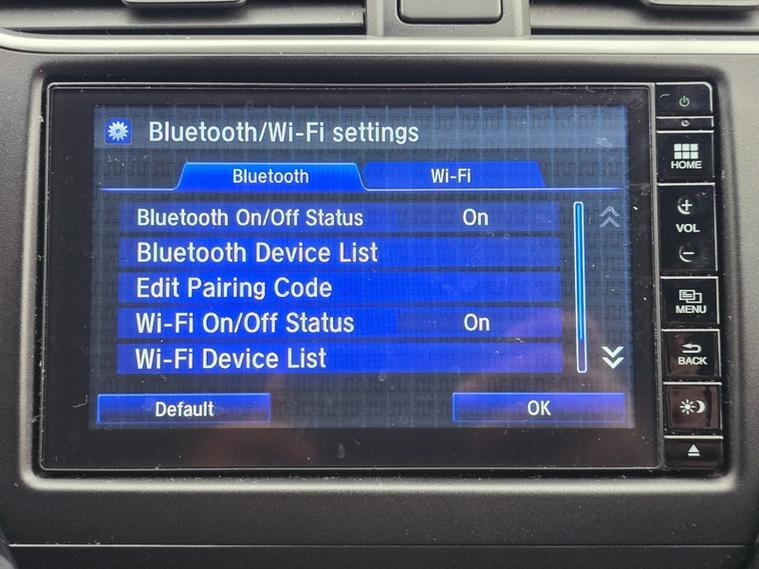 Bluetooth/Wi-Fi settings
Bluetooth Wi-Fi
Bluetooth On/Off Status On
Bluetooth Device List
Edit Pairing Code
Wi-Fi On/Off Status On
Wi-Fi Device List
Default OK
HOME
VOL
MENU
BACK